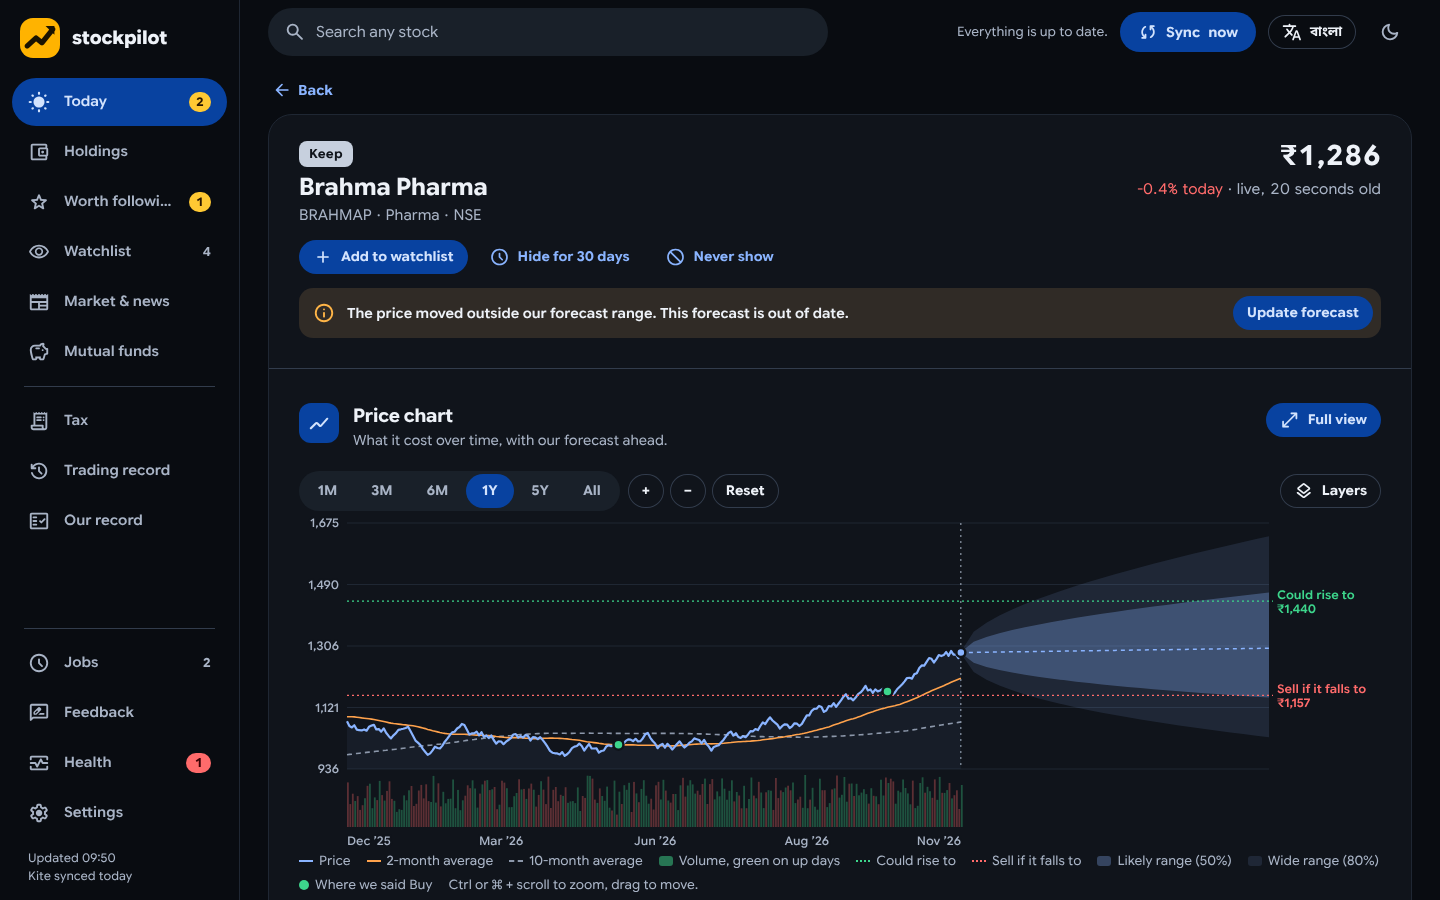 stockpilot
Search any stock
Everything is up to date.
Sync now
বাংলা
Today 2
Holdings
Worth followi... 1
Watchlist 4
Market & news
Mutual funds
Tax
Trading record
Our record
Jobs 2
Feedback
Health 1
Settings
Updated 09:50
Kite synced today
Back
Keep
Brahma Pharma
BRAHMAP · Pharma · NSE
₹1,286
-0.4% today · live, 20 seconds old
Add to watchlist
Hide for 30 days
Never show
The price moved outside our forecast range. This forecast is out of date.
Update forecast
Price chart
What it cost over time, with our forecast ahead.
Full view
1M 3M 6M 1Y 5Y All + − Reset
Layers
1,675
1,490
1,306
1,121
936
Could rise to
₹1,440
Sell if it falls to
₹1,157
Dec ’25 Mar ’26 Jun ’26 Aug ’26 Nov ’26
Price 2-month average 10-month average Volume, green on up days Could rise to Sell if it falls to Likely range (50%) Wide range (80%)
Where we said Buy Ctrl or ⌘ + scroll to zoom, drag to move.